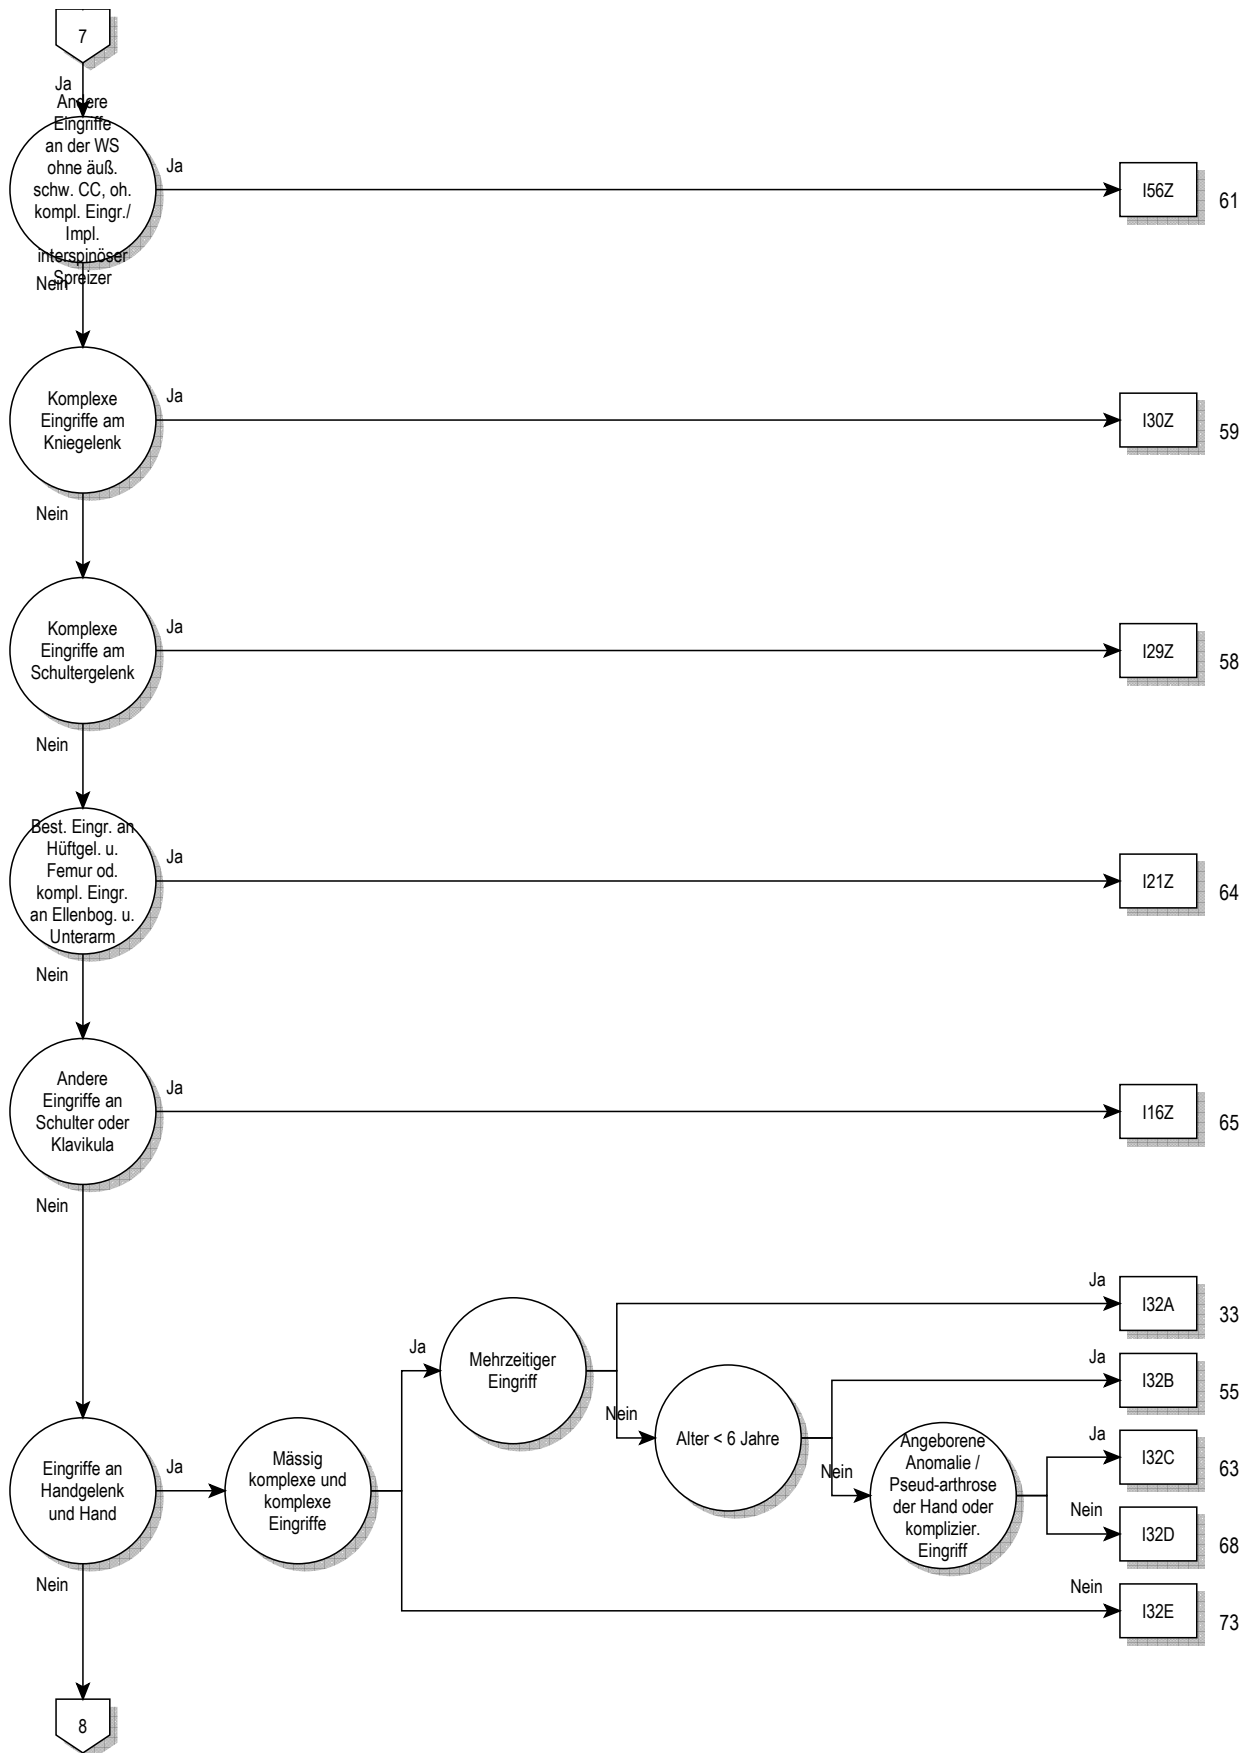 7
Ja
Andere
Eingriffe
an der WS
ohne äuß.
schw. CC, oh.
kompl. Eingr./
Impl.
interspinöser
Spreizer
Ja
I56Z
61
Nein
Komplexe
Eingriffe am
Kniegelenk
Ja
I30Z
59
Nein
Komplexe
Eingriffe am
Schultergelenk
Ja
I29Z
58
Nein
Best. Eingr. an
Hüftgel. u.
Femur od.
kompl. Eingr.
an Ellenbog. u.
Unterarm
Ja
I21Z
64
Nein
Andere
Eingriffe an
Schulter oder
Klavikula
Ja
I16Z
65
Nein
Eingriffe an
Handgelenk
und Hand
Ja
Mässig
komplexe und
komplexe
Eingriffe
Ja
Mehrzeitiger
Eingriff
Ja
I32A
33
Nein
Alter < 6 Jahre
Ja
I32B
55
Nein
Angeborene
Anomalie /
Pseud-arthrose
der Hand oder
komplizier.
Eingriff
Ja
I32C
63
Nein
I32D
68
Nein
I32E
73
Nein
8